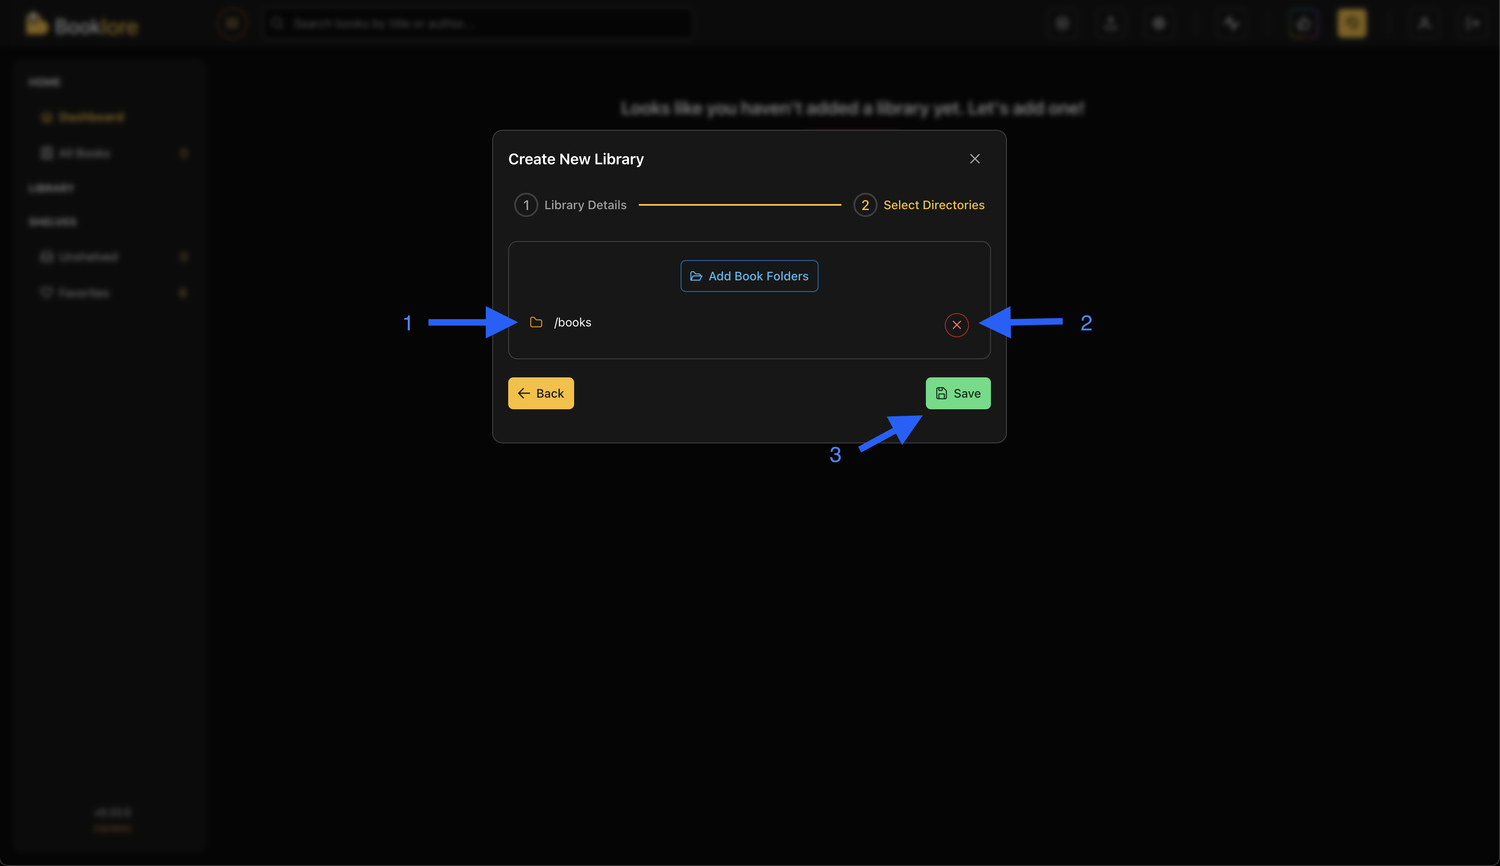 Booklore
Search books by title or author...
HOME
Dashboard
All Books
LIBRARY
SHELVES
Unshelved
Favorites
Looks like you haven't added a library yet. Let's add one!
Create New Library
1 Library Details
2 Select Directories
Add Book Folders
1
/books
2
Back
Save
3